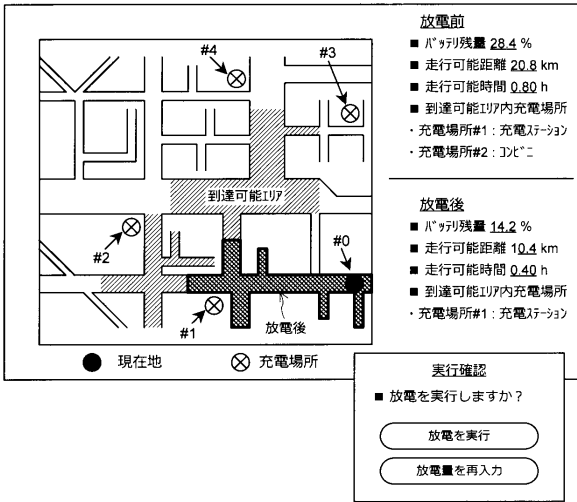 #4
#3
到達可能ｴﾘｱ
#2
#0
#1
放電後
現在地
充電場所
放電前
■ ﾊﾞｯﾃﾘ残量 28.4 %
■ 走行可能距離 20.8 km
■ 走行可能時間 0.80 h
■ 到達可能ｴﾘｱ内充電場所
・充電場所#1：充電ｽﾃｰｼｮﾝ
・充電場所#2：ｺﾝﾋﾞﾆ
放電後
■ ﾊﾞｯﾃﾘ残量 14.2 %
■ 走行可能距離 10.4 km
■ 走行可能時間 0.40 h
■ 到達可能ｴﾘｱ内充電場所
・充電場所#1：充電ｽﾃｰｼｮﾝ
実行確認
■ 放電を実行しますか？
放電を実行
放電量を再入力